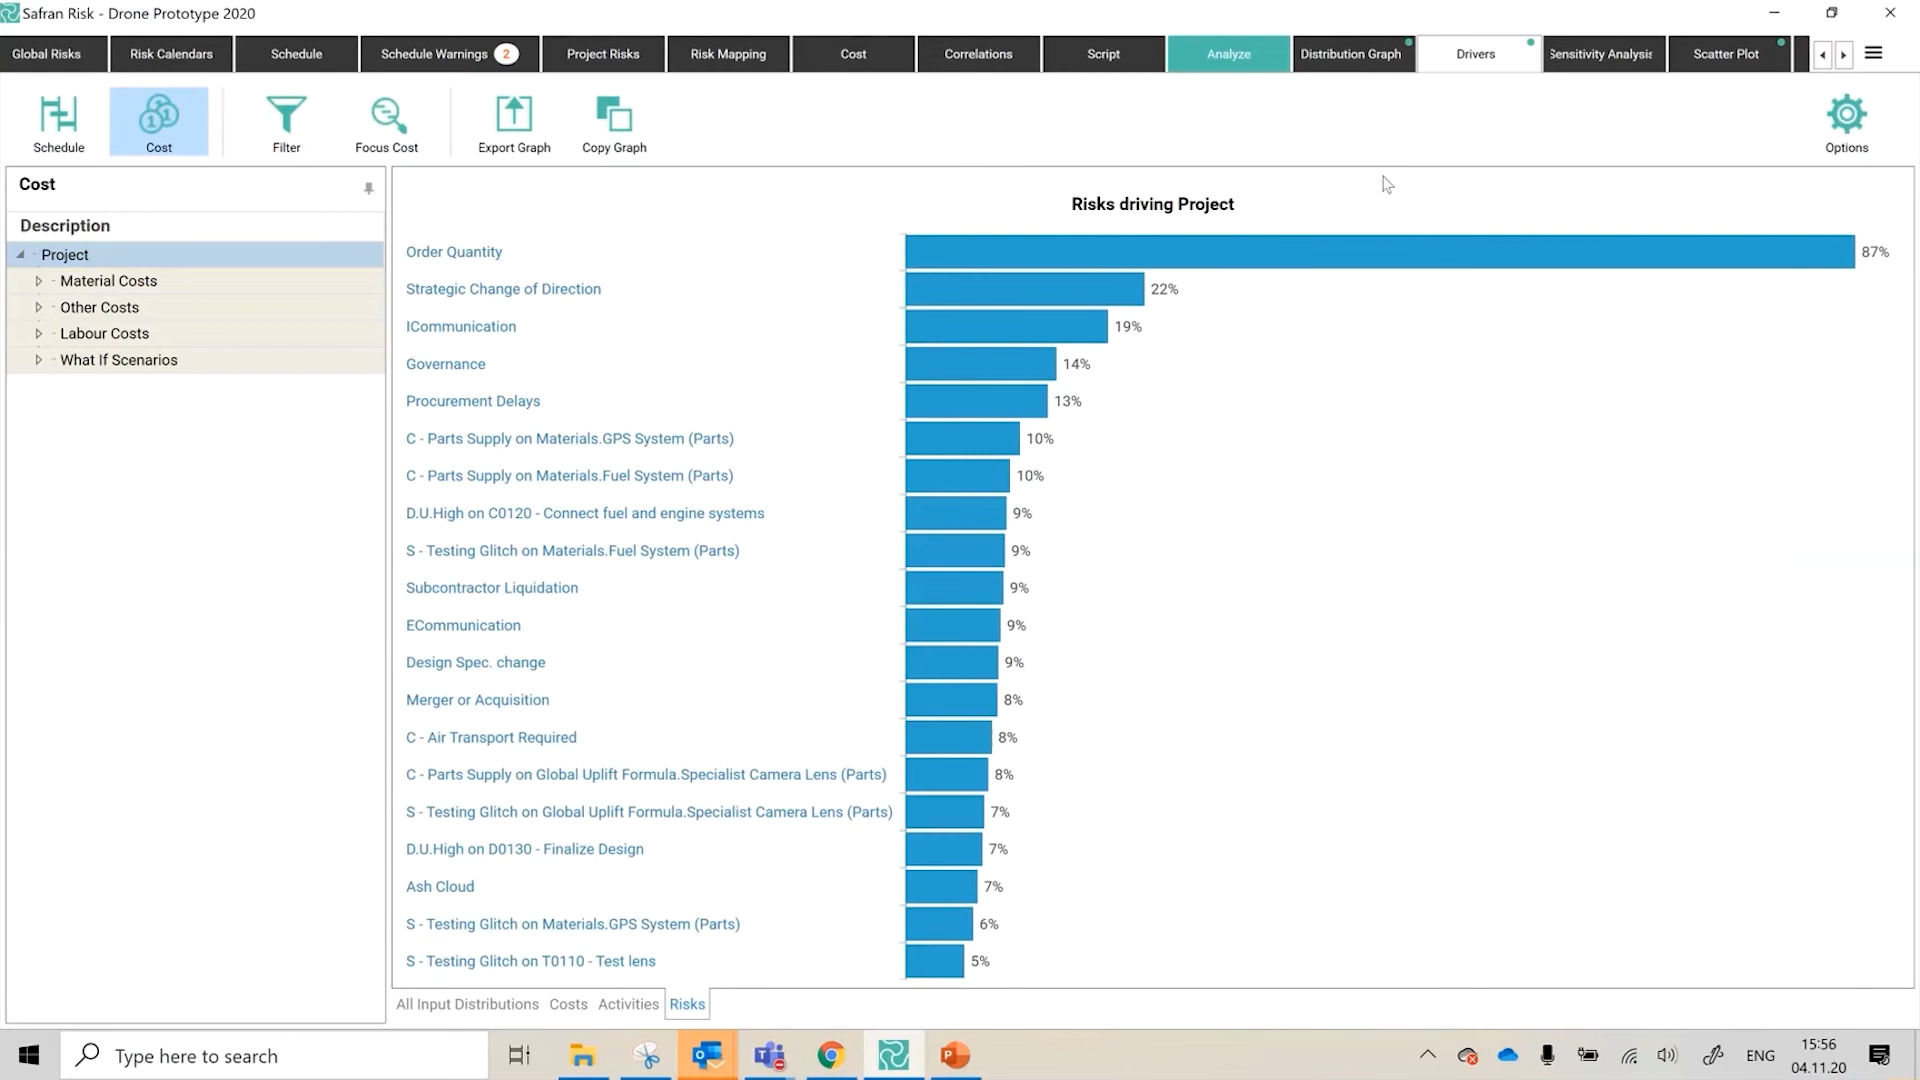 Safran Risk - Drone Prototype 2020
Global Risks
Risk Calendars
Schedule
Schedule Warnings 2
Project Risks
Risk Mapping
Cost
Correlations
Script
Analyze
Distribution Graph
Drivers
Sensitivity Analysis
Scatter Plot
Schedule
Cost
Filter
Focus Cost
Export Graph
Copy Graph
Options
Cost
Description
Project
Material Costs
Other Costs
Labour Costs
What If Scenarios
Risks driving Project
Order Quantity 87%
Strategic Change of Direction 22%
ICommunication 19%
Governance 14%
Procurement Delays 13%
C - Parts Supply on Materials.GPS System (Parts) 10%
C - Parts Supply on Materials.Fuel System (Parts) 10%
D.U.High on C0120 - Connect fuel and engine systems 9%
S - Testing Glitch on Materials.Fuel System (Parts) 9%
Subcontractor Liquidation 9%
ECommunication 9%
Design Spec. change 9%
Merger or Acquisition 8%
C - Air Transport Required 8%
C - Parts Supply on Global Uplift Formula.Specialist Camera Lens (Parts) 8%
S - Testing Glitch on Global Uplift Formula.Specialist Camera Lens (Parts) 7%
D.U.High on D0130 - Finalize Design 7%
Ash Cloud 7%
S - Testing Glitch on Materials.GPS System (Parts) 6%
S - Testing Glitch on T0110 - Test lens 5%
All Input Distributions Costs Activities Risks
Type here to search
ENG
15:56
04.11.20